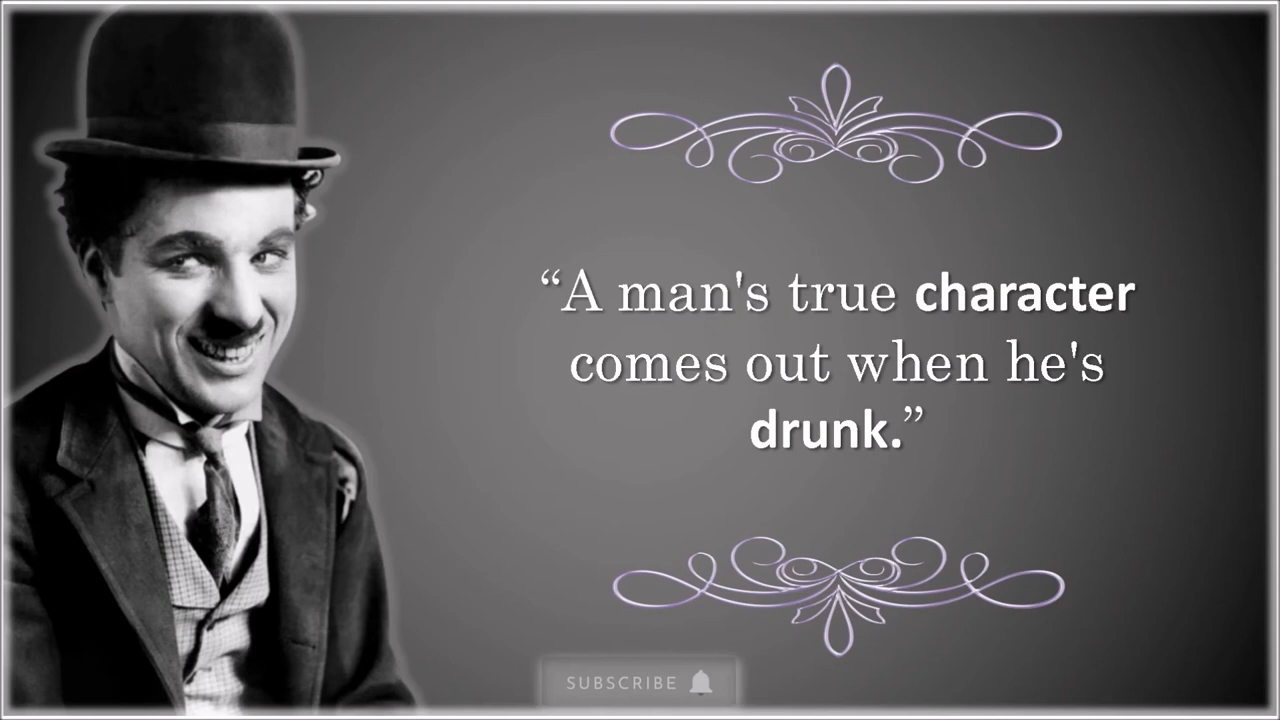 “A man's true character
comes out when he's
drunk.”
SUBSCRIBE